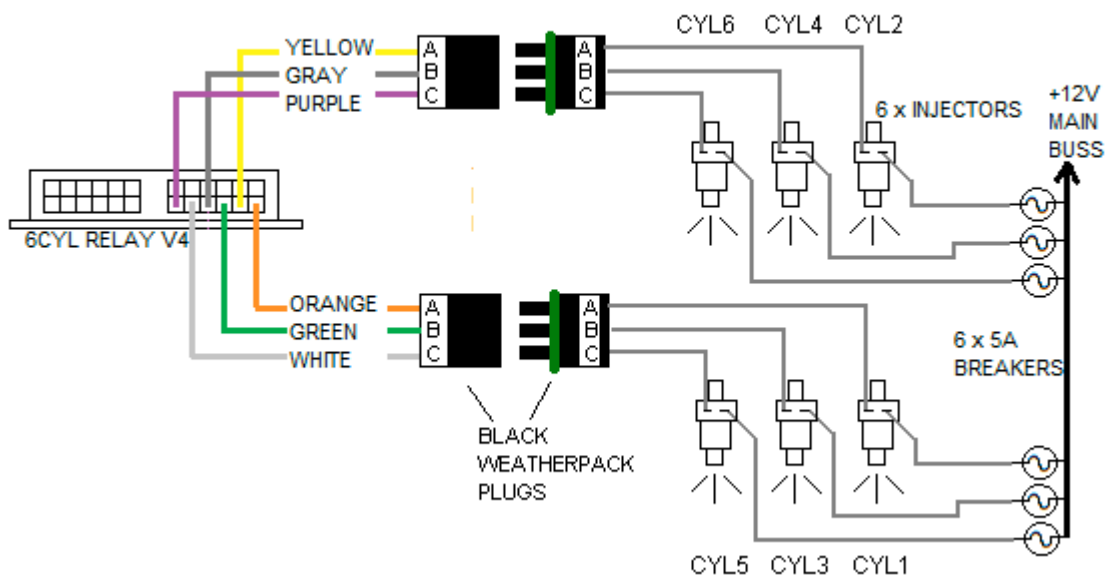 CYL6 CYL4 CYL2
YELLOW
GRAY
PURPLE
A
B
C
A
B
C
6 x INJECTORS
+12V
MAIN
BUSS
6CYL RELAY V4
ORANGE
GREEN
WHITE
A
B
C
A
B
C
6 x 5A
BREAKERS
BLACK
WEATHERPACK
PLUGS
CYL5 CYL3 CYL1